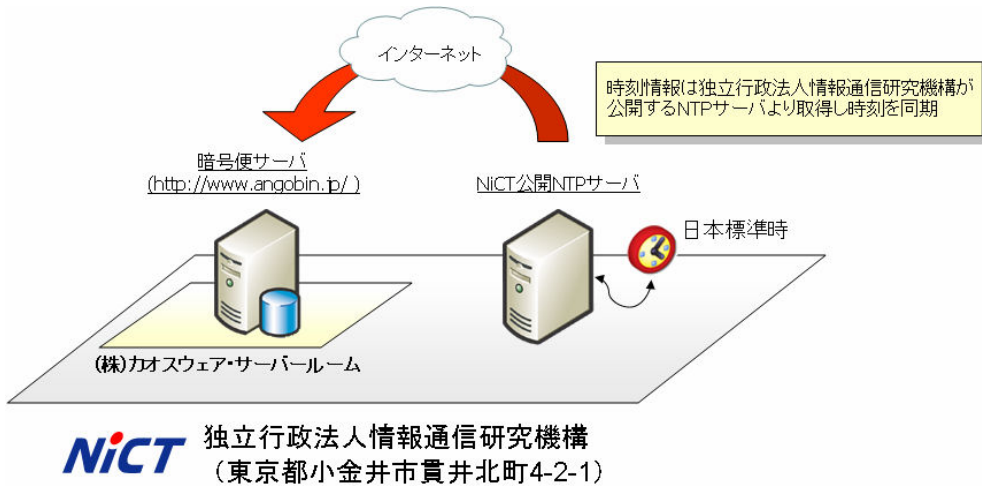 インターネット
時刻情報は独立行政法人情報通信研究機構が
公開するNTPサーバより取得し時刻を同期
暗号便サーバ
(http://www.angobin.jp/ )
NiCT公開NTPサーバ
日本標準時
(株)カオスウェア・サーバールーム
NiCT
独立行政法人情報通信研究機構
（東京都小金井市貫井北町4-2-1）